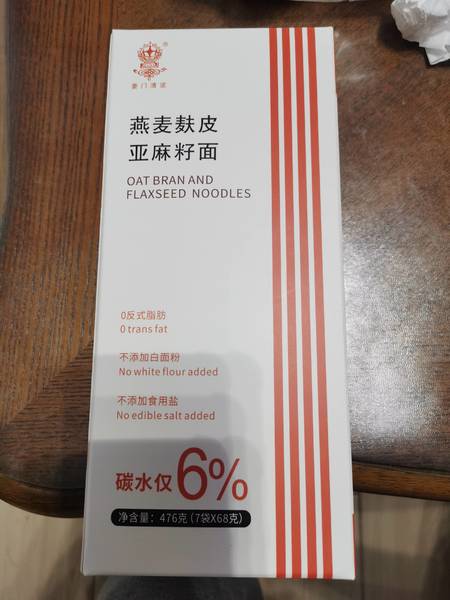 燕麦麸皮
亚麻籽面
OAT BRAN AND
FLAXSEED NOODLES
0反式脂肪
0 trans fat
不添加白面粉
No white flour added
不添加食用盐
No edible salt added
碳水仅6%
净含量：476克(7袋X68克)